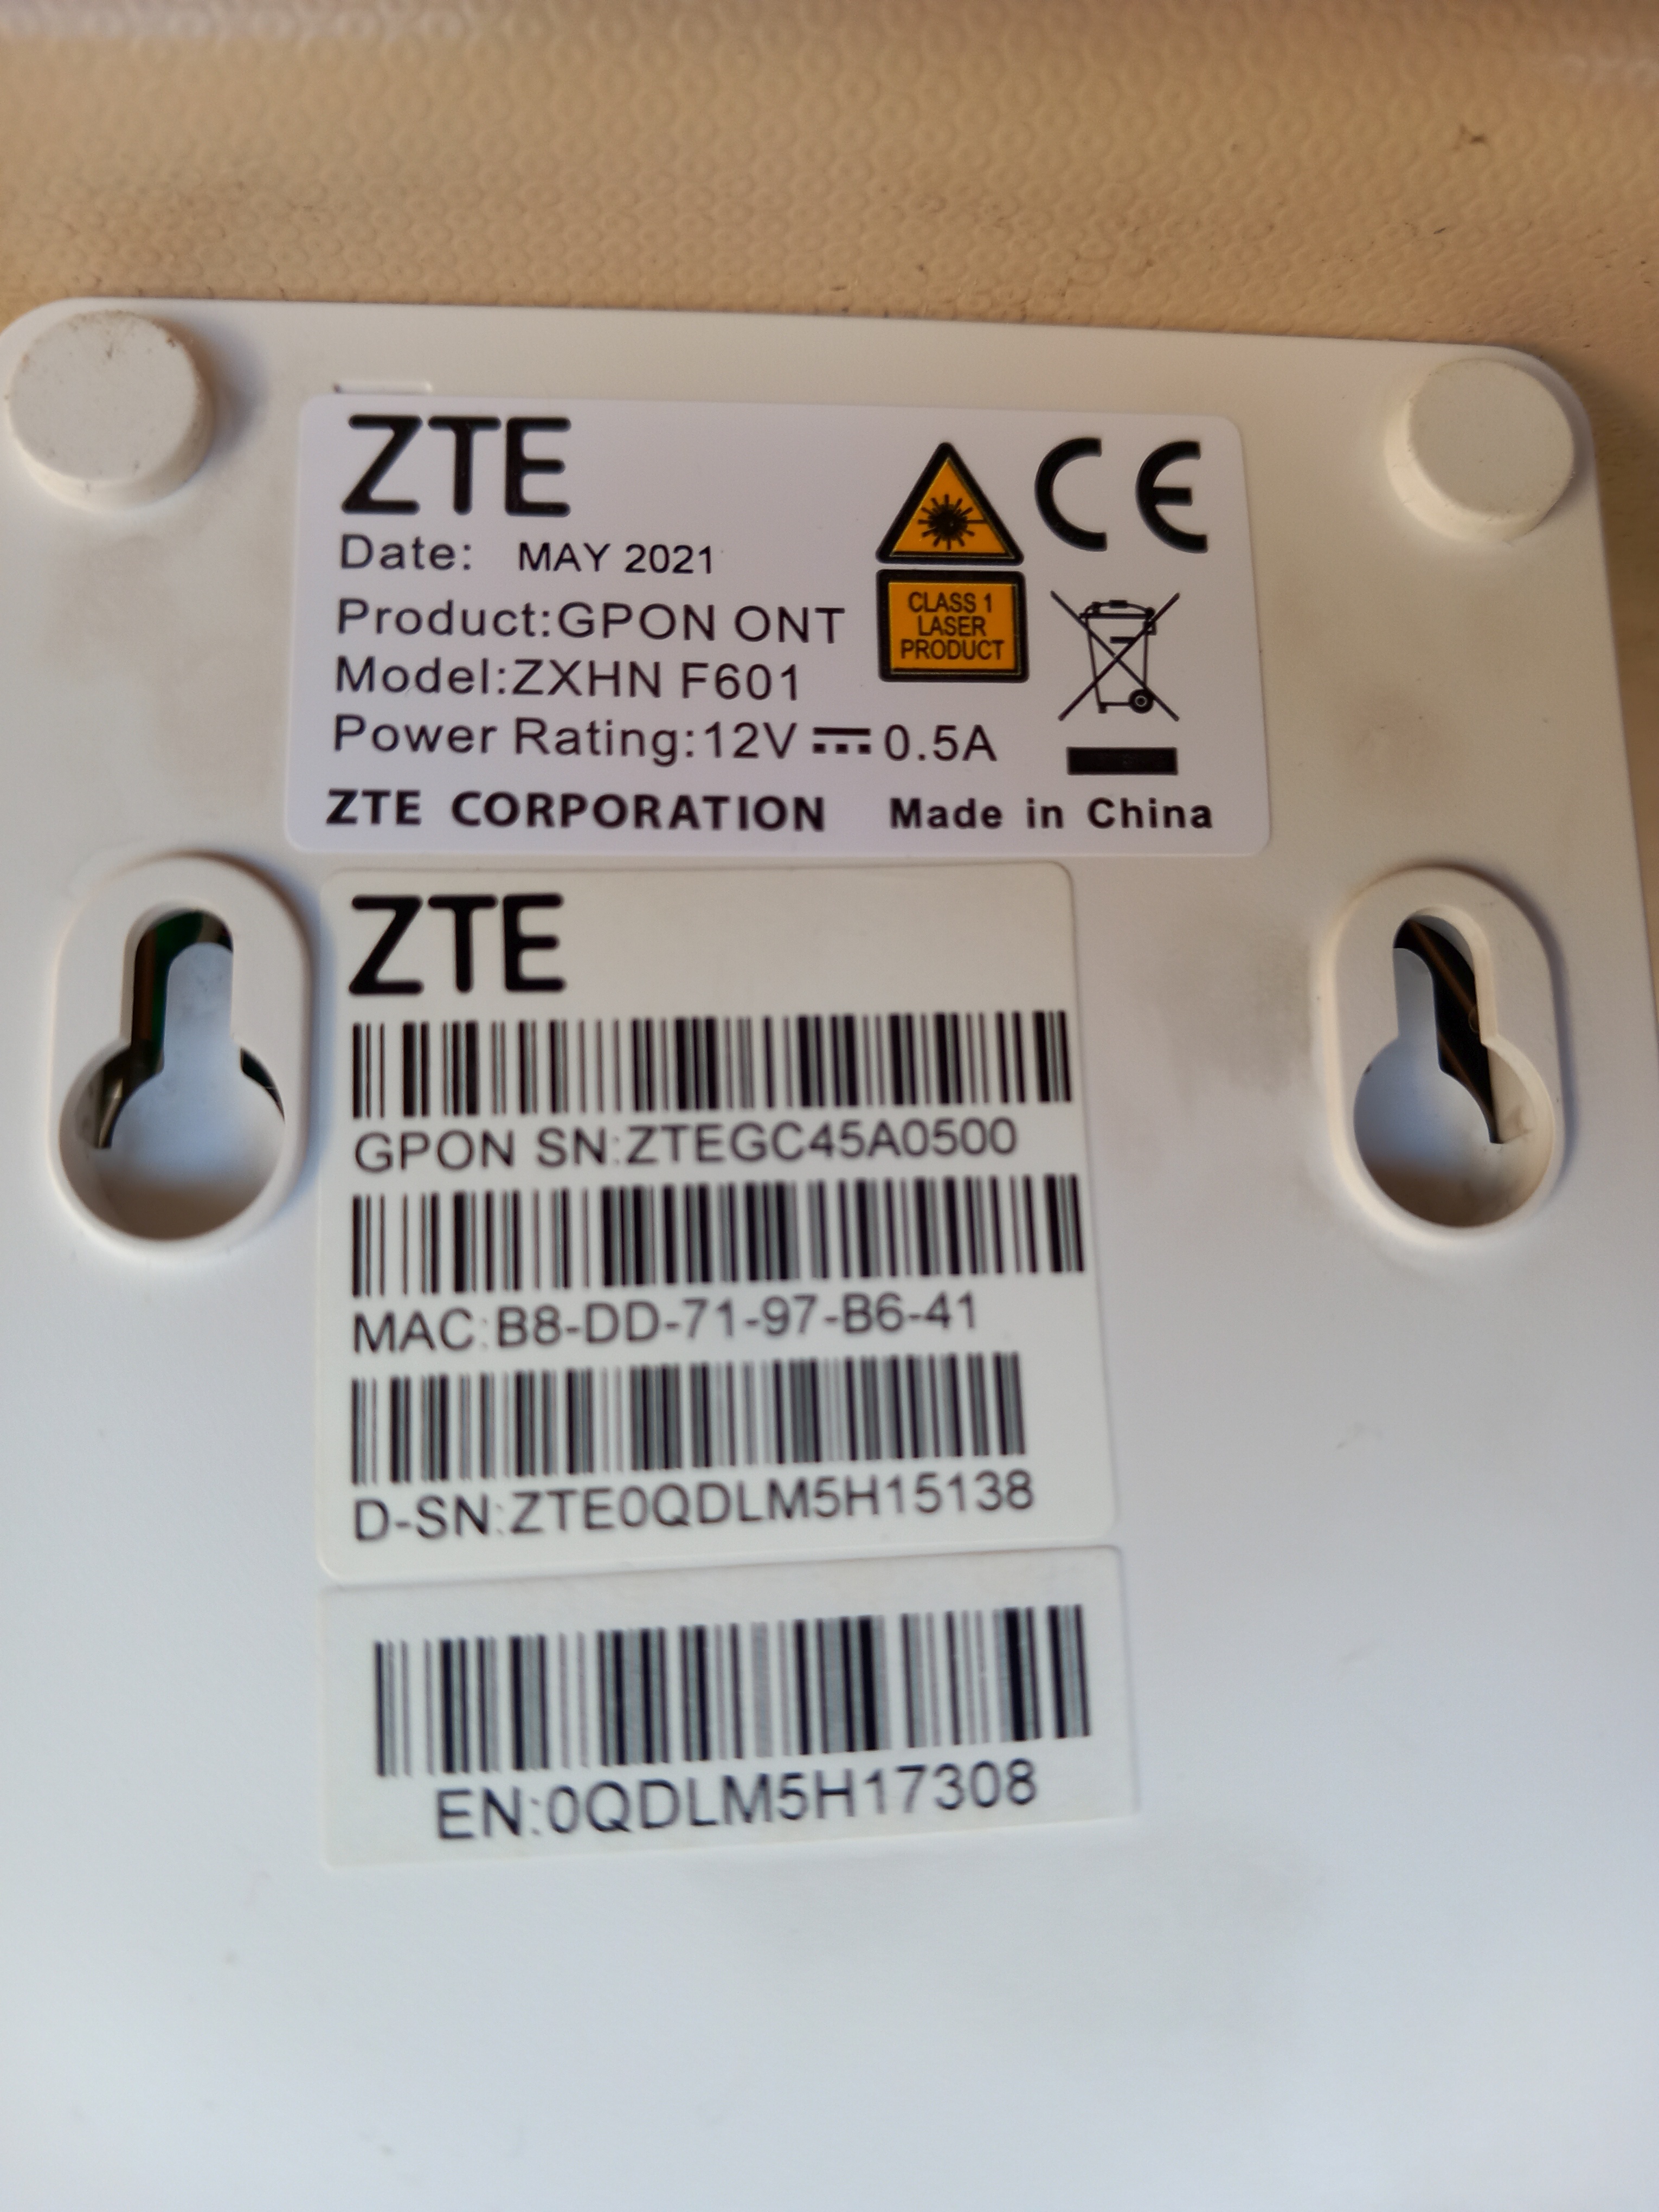 ZTE
Date: MAY 2021
Product:GPON ONT
Model:ZXHN F601
Power Rating:12V⎓0.5A
ZTE CORPORATION Made in China
CE
CLASS 1
LASER
PRODUCT
ZTE
GPON SN:ZTEGC45A0500
MAC:B8-DD-71-97-B6-41
D-SN:ZTE0QDLM5H15138
EN:0QDLM5H17308